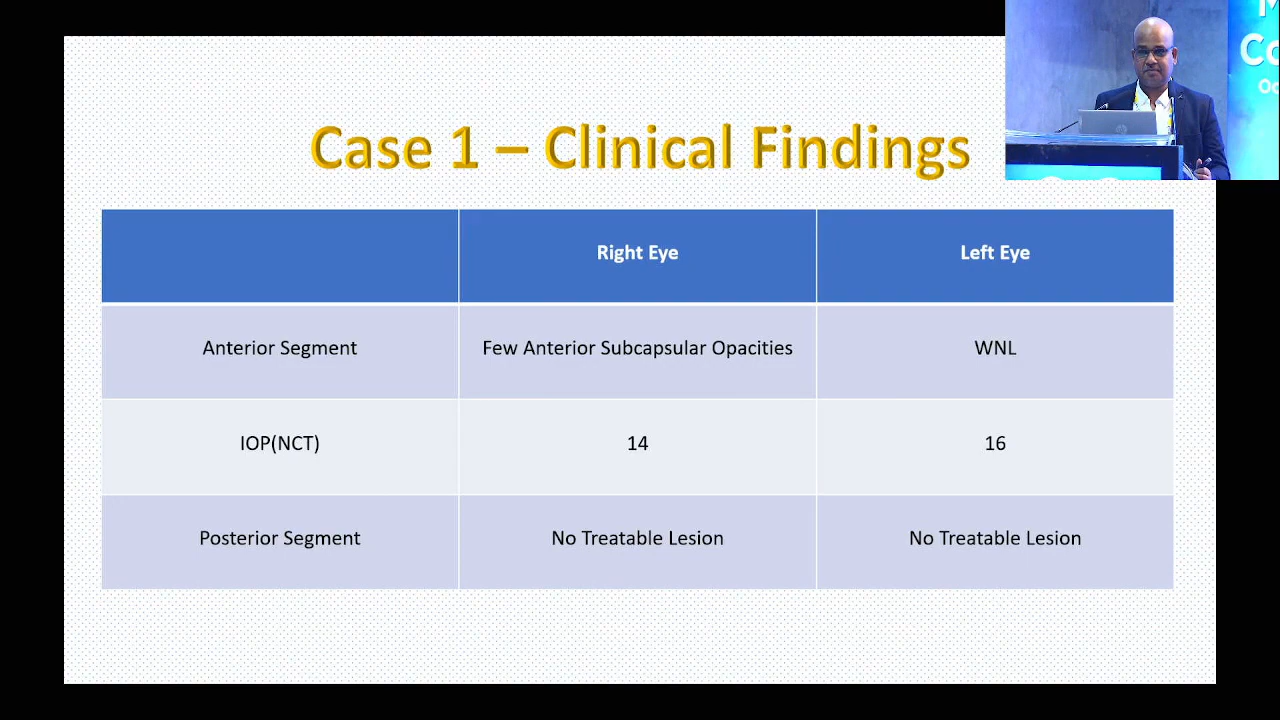 Case 1 – Clinical Findings
Right Eye
Left Eye
Anterior Segment
Few Anterior Subcapsular Opacities
WNL
IOP(NCT)
14
16
Posterior Segment
No Treatable Lesion
No Treatable Lesion